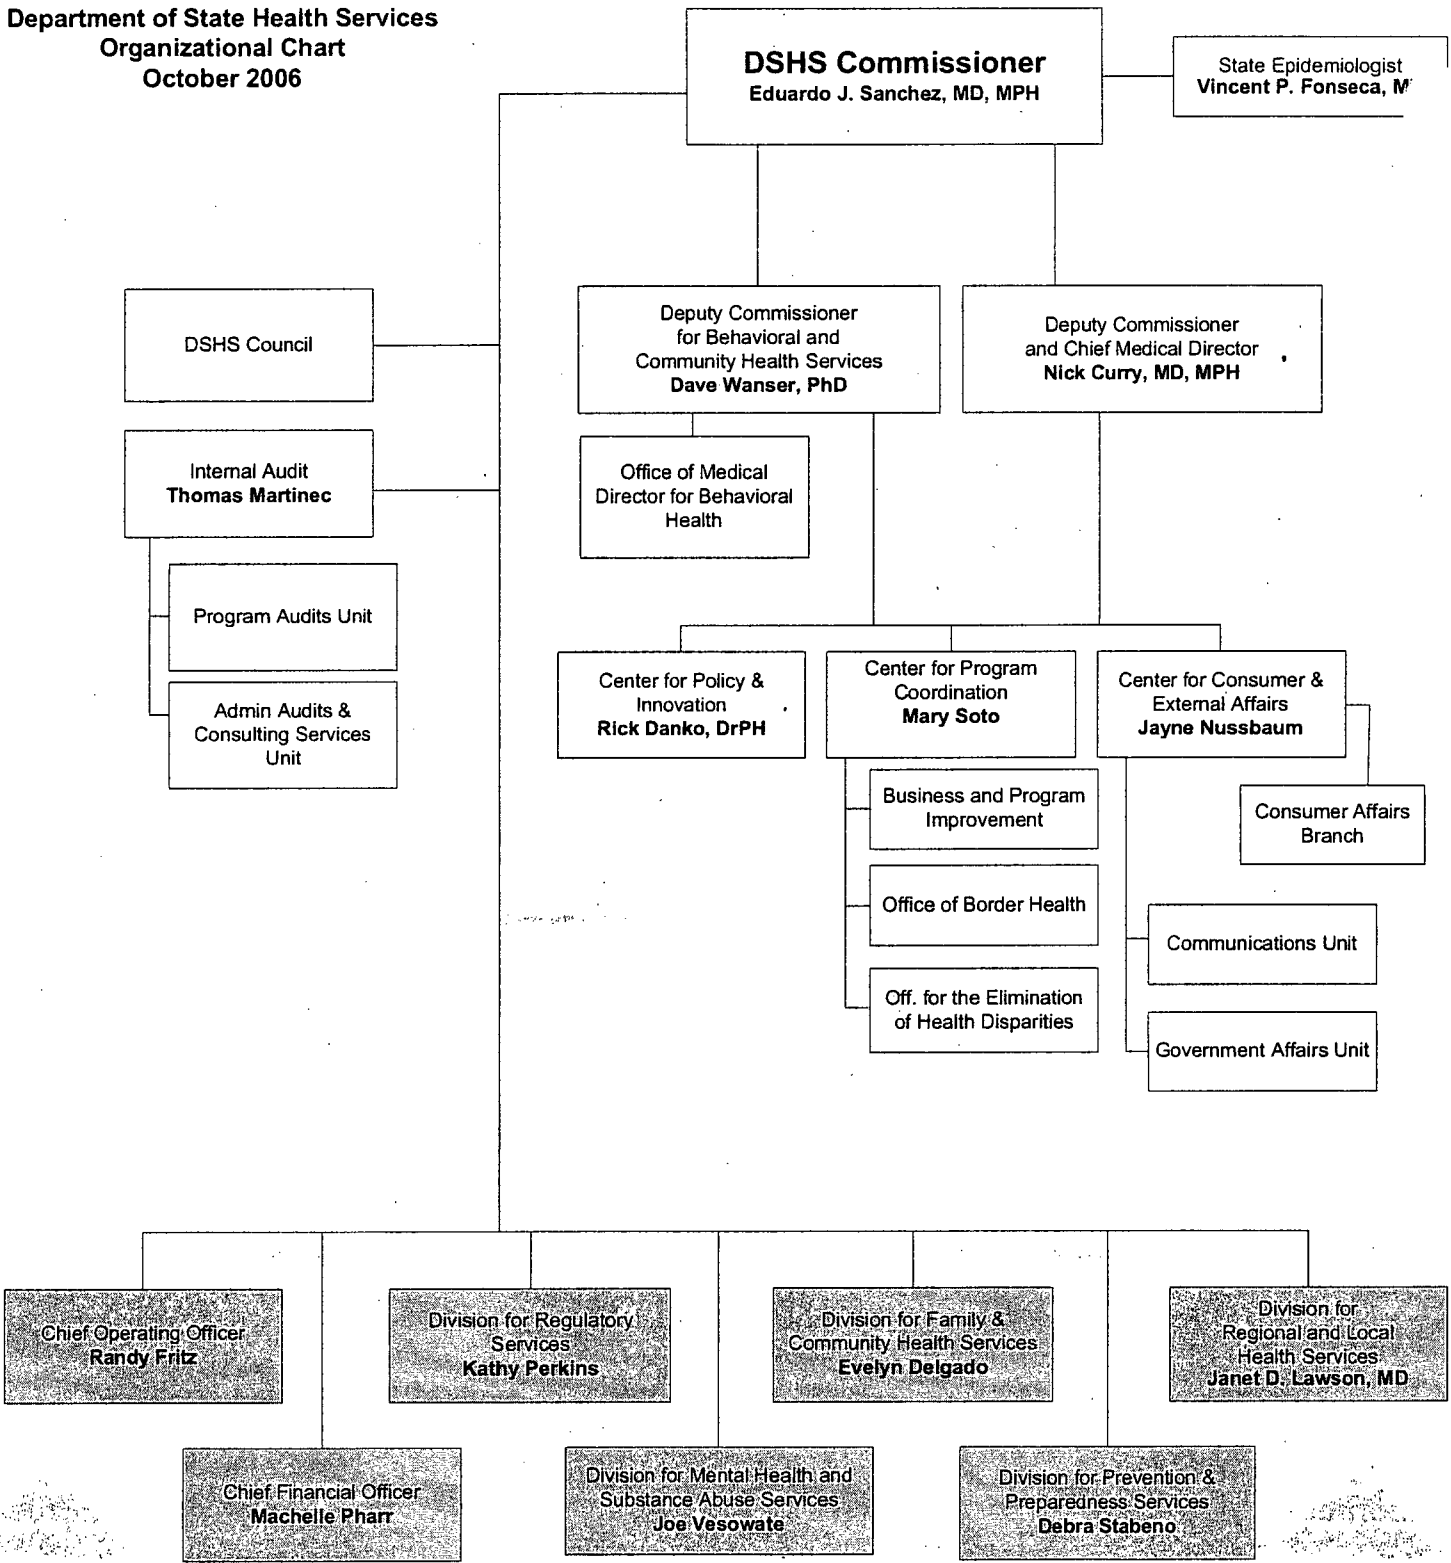 Department of State Health Services
Organizational Chart
October 2006
DSHS Commissioner
Eduardo J. Sanchez, MD, MPH
State Epidemiologist
Vincent P. Fonseca,
DSHS Council
Deputy Commissioner
for Behavioral and
Community Health Services
Dave Wanser, PhD
Deputy Commissioner
and Chief Medical Director
Nick Curry, MD, MPH
Internal Audit
Thomas Martinec
Office of Medical
Director for Behavioral
Health
Program Audits Unit
Admin Audits &
Consulting Services
Unit
Center for Policy &
Innovation
Rick Danko, DrPH
Center for Program
Coordination
Mary Soto
Center for Consumer &
External Affairs
Jayne Nussbaum
Business and Program
Improvement
Consumer Affairs
Branch
Office of Border Health
Communications Unit
Off. for the Elimination
of Health Disparities
Government Affairs Unit
Chief Operating Officer
Randy Fritz
Division for Regulatory
Services
Kathy Perkins
Division for Family &
Community Health Services
Evelyn Delgado
Division for
Regional and Local
Health Services
Janet D. Lawson, MD
Chief Financial Officer
Machelle Pharr
Division for Mental Health and
Substance Abuse Services
Joe Vesowate
Division for Prevention &
Preparedness Services
Debra Stabeno